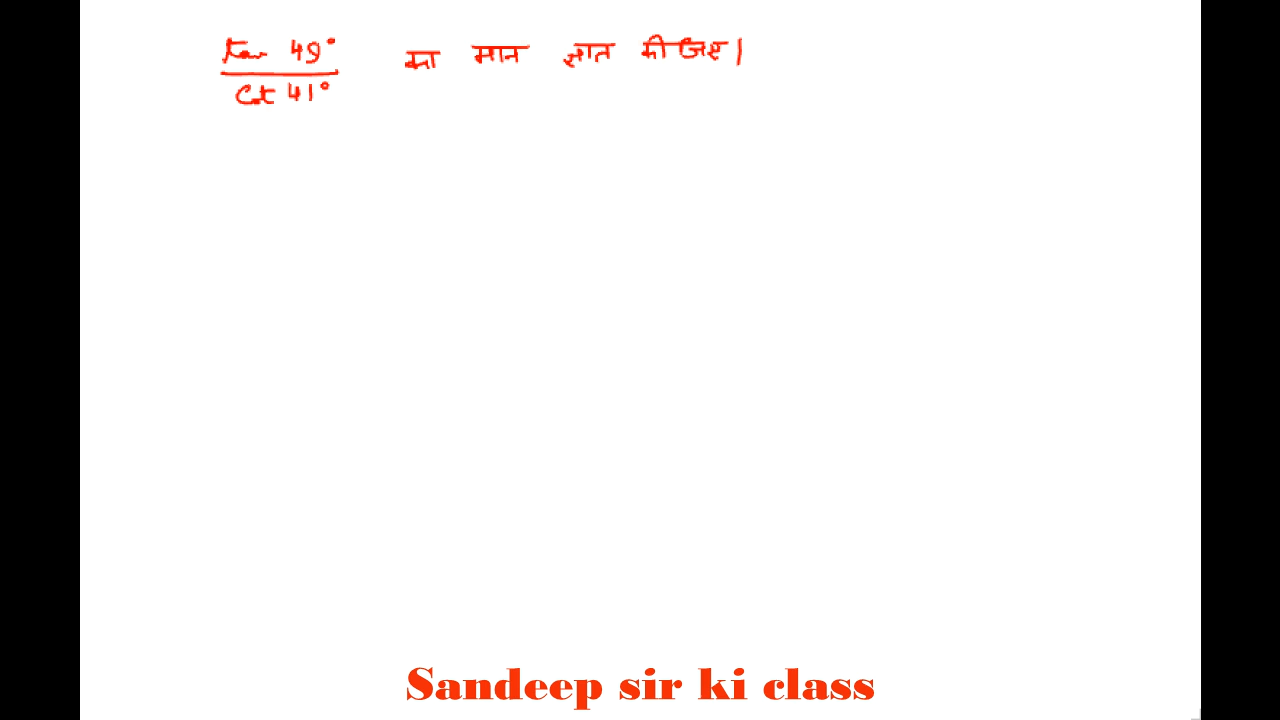 tan 49° का मान ज्ञात कीजिए।
cot 41°
Sandeep sir ki class